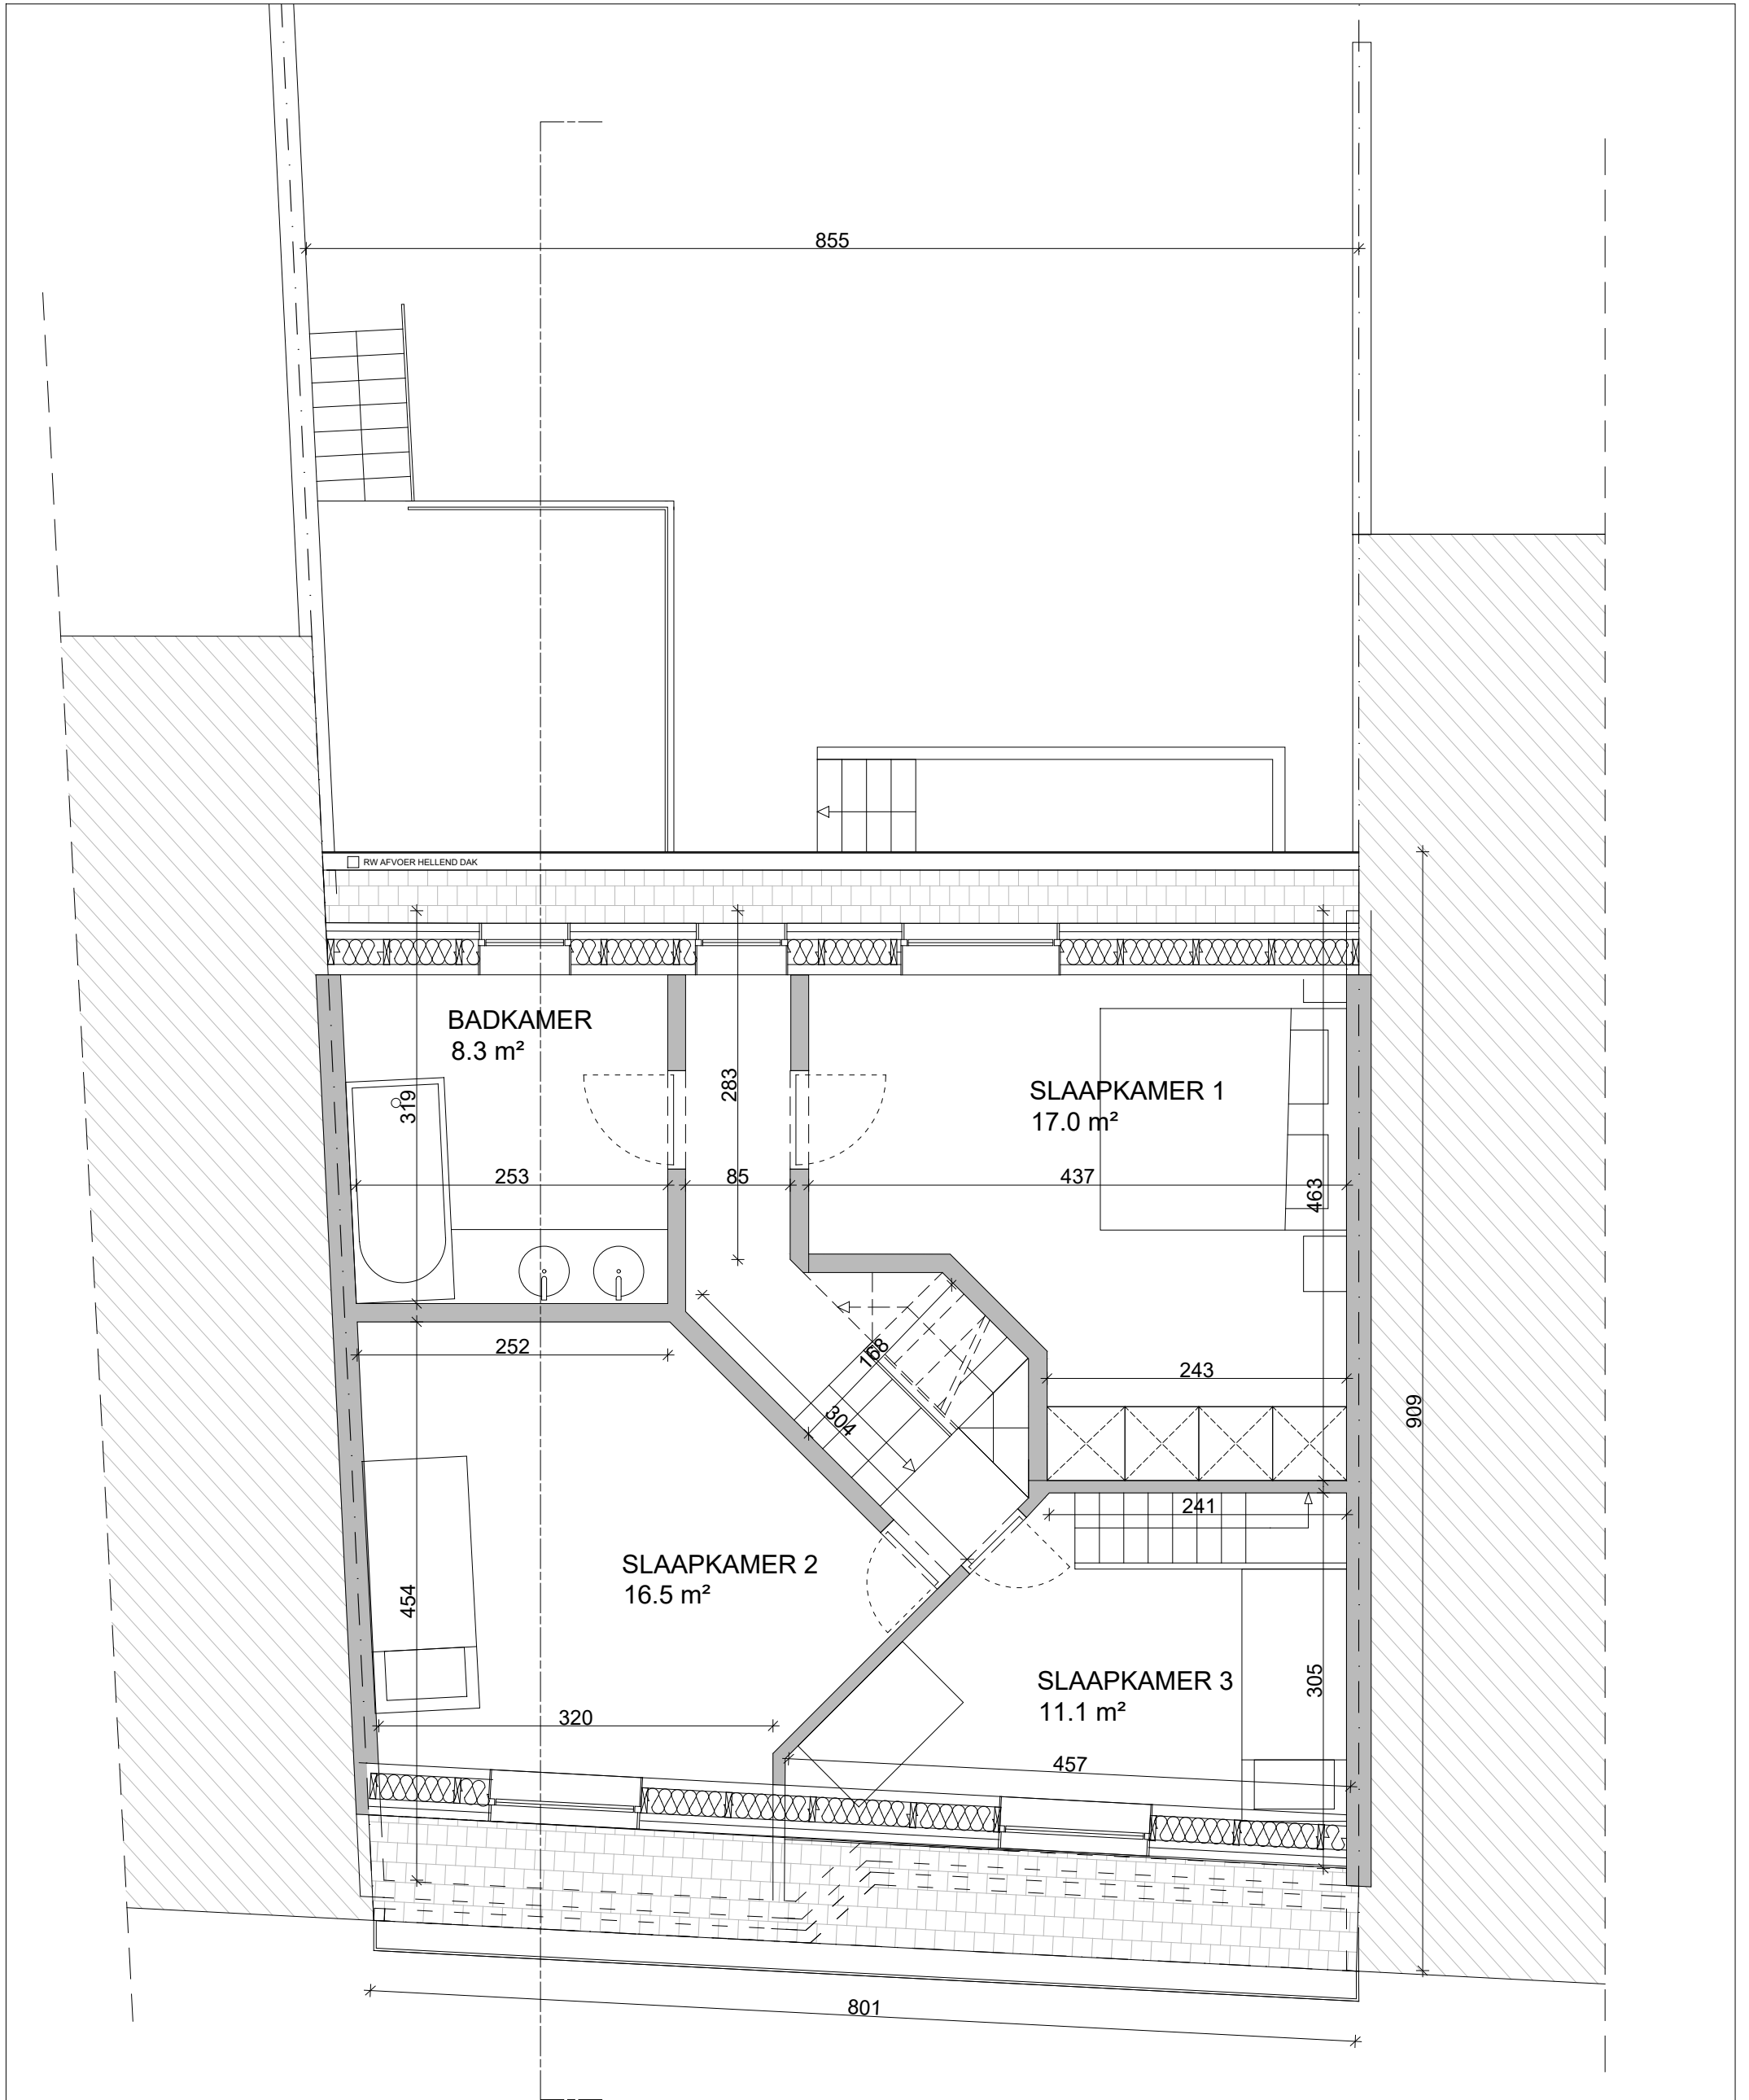 855
RW AFVOER HELLEND DAK
BADKAMER
8.3 m²
319
283
SLAAPKAMER 1
17.0 m²
253
85
437
463
252
168
304
243
909
241
SLAAPKAMER 2
16.5 m²
454
SLAAPKAMER 3
11.1 m²
305
320
457
801